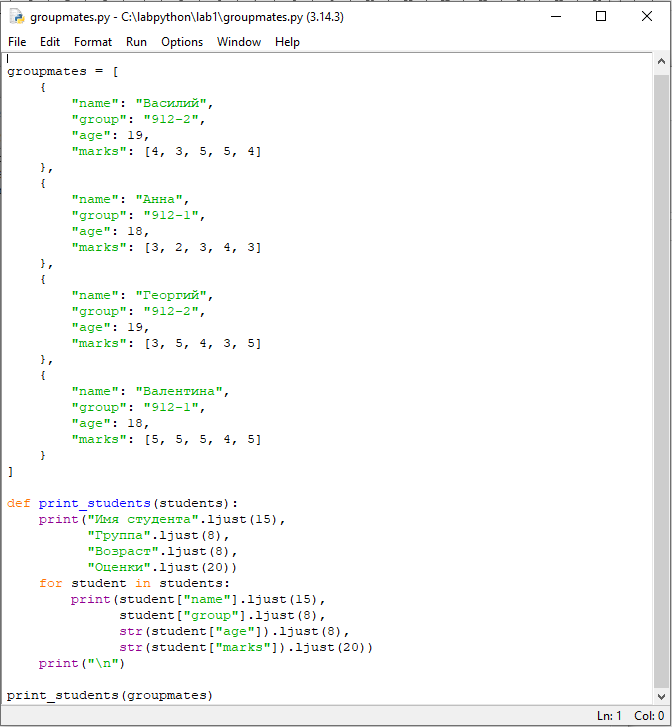 groupmates.py - C:\labpython\lab1\groupmates.py (3.14.3)
File Edit Format Run Options Window Help
groupmates = [
    {
        "name": "Василий",
        "group": "912-2",
        "age": 19,
        "marks": [4, 3, 5, 5, 4]
    },
    {
        "name": "Анна",
        "group": "912-1",
        "age": 18,
        "marks": [3, 2, 3, 4, 3]
    },
    {
        "name": "Георгий",
        "group": "912-2",
        "age": 19,
        "marks": [3, 5, 4, 3, 5]
    },
    {
        "name": "Валентина",
        "group": "912-1",
        "age": 18,
        "marks": [5, 5, 5, 4, 5]
    }
]
def print_students(students):
    print("Имя студента".ljust(15),
          "Группа".ljust(8),
          "Возраст".ljust(8),
          "Оценки".ljust(20))
    for student in students:
        print(student["name"].ljust(15),
              student["group"].ljust(8),
              str(student["age"]).ljust(8),
              str(student["marks"]).ljust(20))
    print("\n")
print_students(groupmates)
Ln: 1 Col: 0